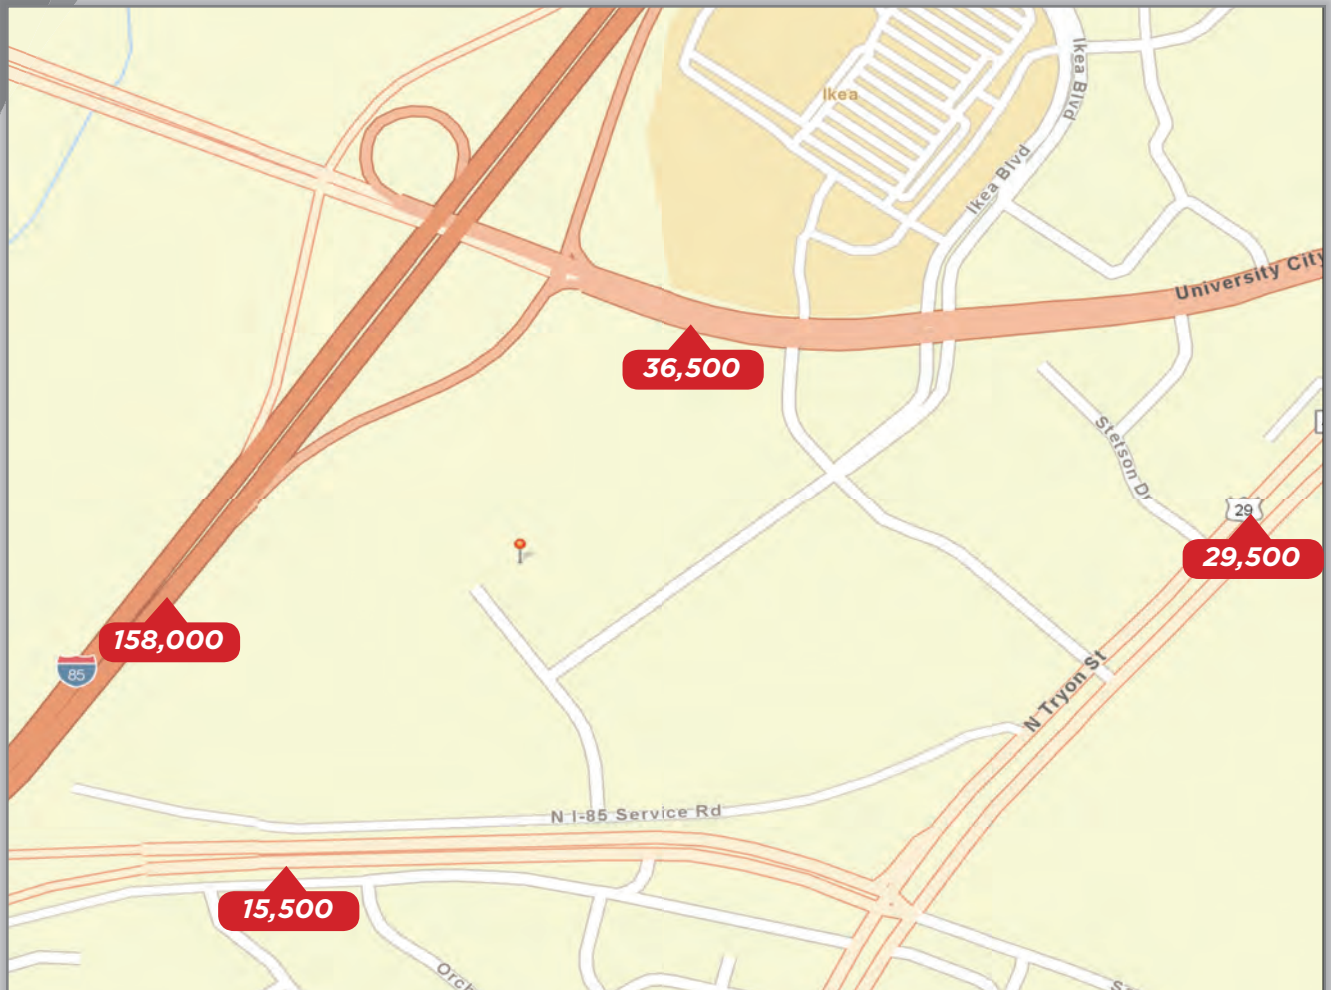 Ikea
Ikea Blvd
Ikea Blvd
University City
36,500
Stetson Dr
29
29,500
158,000
85
N Tryon St
N I-85 Service Rd
15,500